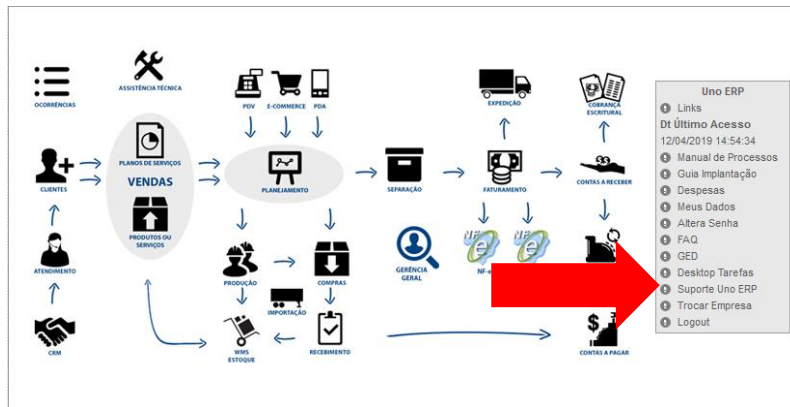 OCORRÊNCIAS
ASSISTÊNCIA TÉCNICA
PDV
E-COMMERCE
PDA
EXPEDIÇÃO
COBRANÇA
ESCRITURAL
CLIENTES
PLANOS DE SERVIÇOS
VENDAS
PRODUTOS OU
SERVIÇOS
PLANEJAMENTO
SEPARAÇÃO
FATURAMENTO
CONTAS A RECEBER
ATENDIMENTO
PRODUÇÃO
COMPRAS
GERÊNCIA
GERAL
NF
e
NF-e
NF
e
CRM
IMPORTAÇÃO
WMS
ESTOQUE
RECEBIMENTO
$
CONTAS A PAGAR
Uno ERP
Links
Dt Último Acesso
12/04/2019 14:54:34
Manual de Processos
Guia Implantação
Despesas
Meus Dados
Altera Senha
FAQ
GED
Desktop Tarefas
Suporte Uno ERP
Trocar Empresa
Logout